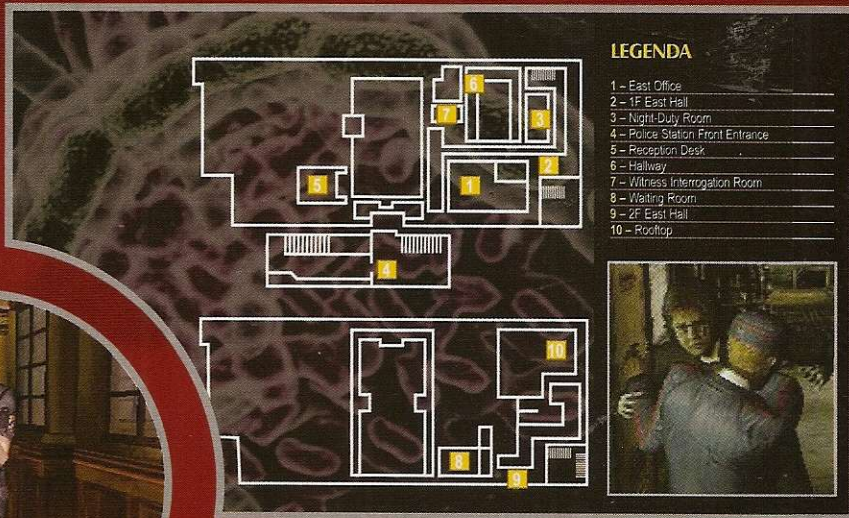 LEGENDA
1 – East Office
2 – 1F East Hall
3 – Night-Duty Room
4 – Police Station Front Entrance
5 – Reception Desk
6 – Hallway
7 – Witness Interrogation Room
8 – Waiting Room
9 – 2F East Hall
10 – Rooftop
6
7
3
2
5
1
4
10
8
9